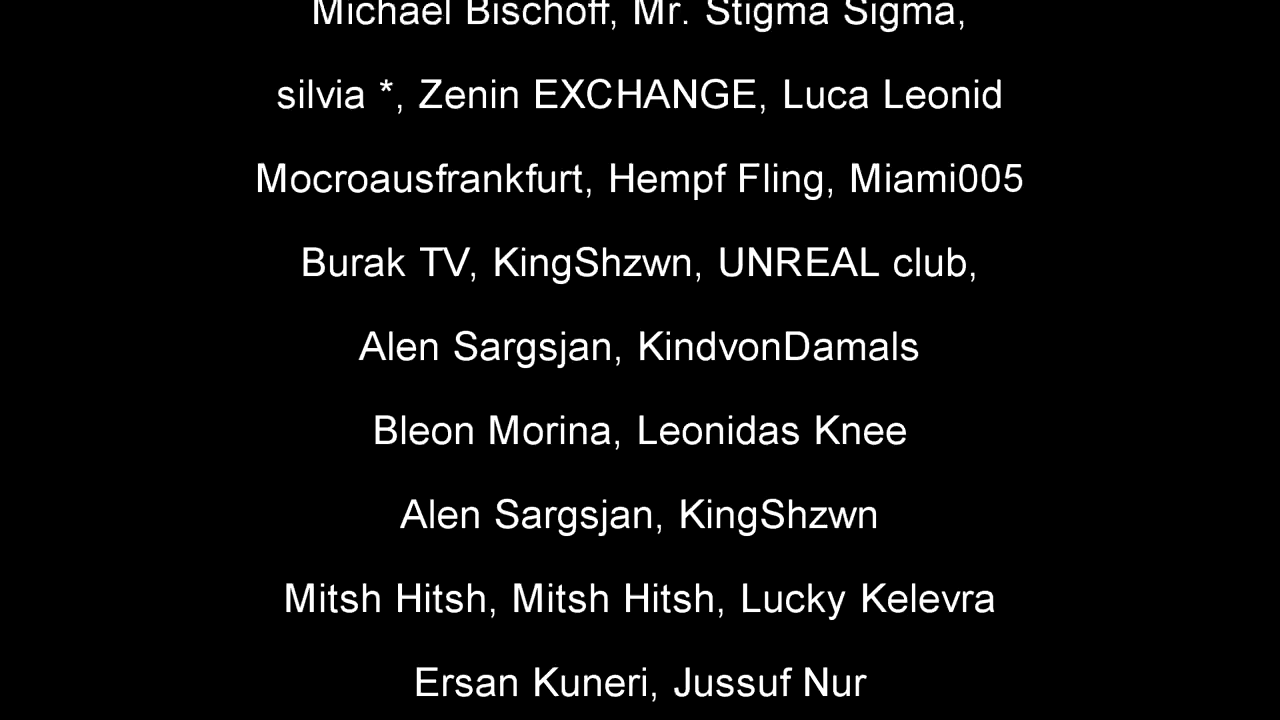 Michael Bischoff, Mr. Stigma Sigma,
silvia *, Zenin EXCHANGE, Luca Leonid
Mocroausfrankfurt, Hempf Fling, Miami005
Burak TV, KingShzwn, UNREAL club,
Alen Sargsjan, KindvonDamals
Bleon Morina, Leonidas Knee
Alen Sargsjan, KingShzwn
Mitsh Hitsh, Mitsh Hitsh, Lucky Kelevra
Ersan Kuneri, Jussuf Nur